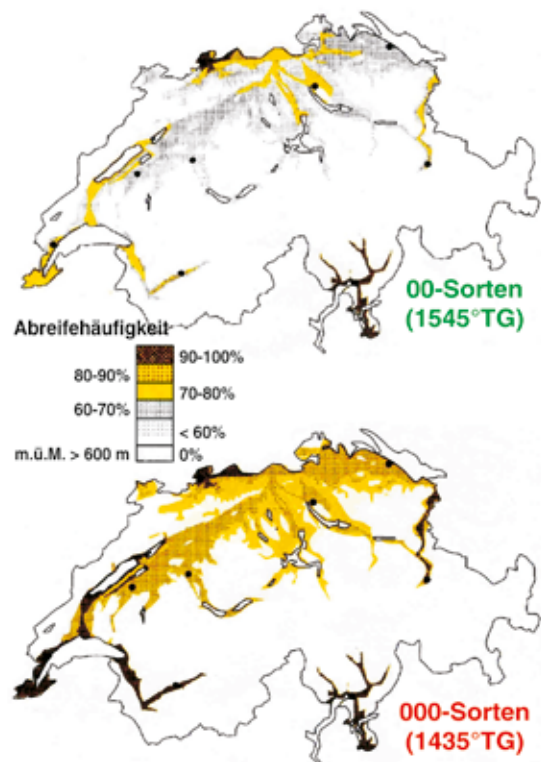 00-Sorten
(1545°TG)
Abreifehäufigkeit
90-100%
80-90%
70-80%
60-70%
< 60%
m.ü.M. > 600 m
0%
000-Sorten
(1435°TG)